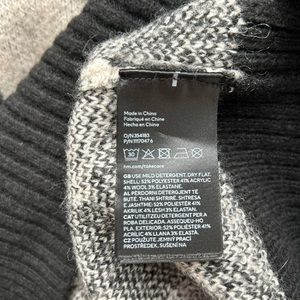 Made in China
Fabriqué en Chine
Hecho en China
O/N354183
P/N11170476
30
hm.com/takecare
GB USE MILD DETERGENT. DRY FLAT.
SHELL: 52% POLYESTER 41% ACRYLIC
4% WOOL 3% ELASTANE.
AL PËRDORNI DETERGJENT TË
BUTË. THANI SHTRIRË. SHTRESË
E JASHTME: 52% POLIESTËR 41%
AKRILIK 4% LESH 3% ELASTAN.
CAT UTILITZEU DETERGENT PER A
ROBA DELICADA. ASSEQUEU-HO
PLA. EXTERIOR: 52% POLIÈSTER 41%
ACRÍLIC 4% LLANA 3% ELASTÀ.
CZ POUŽIJTE JEMNÝ PRACÍ
PROSTŘEDEK. SUŠENÍ NA